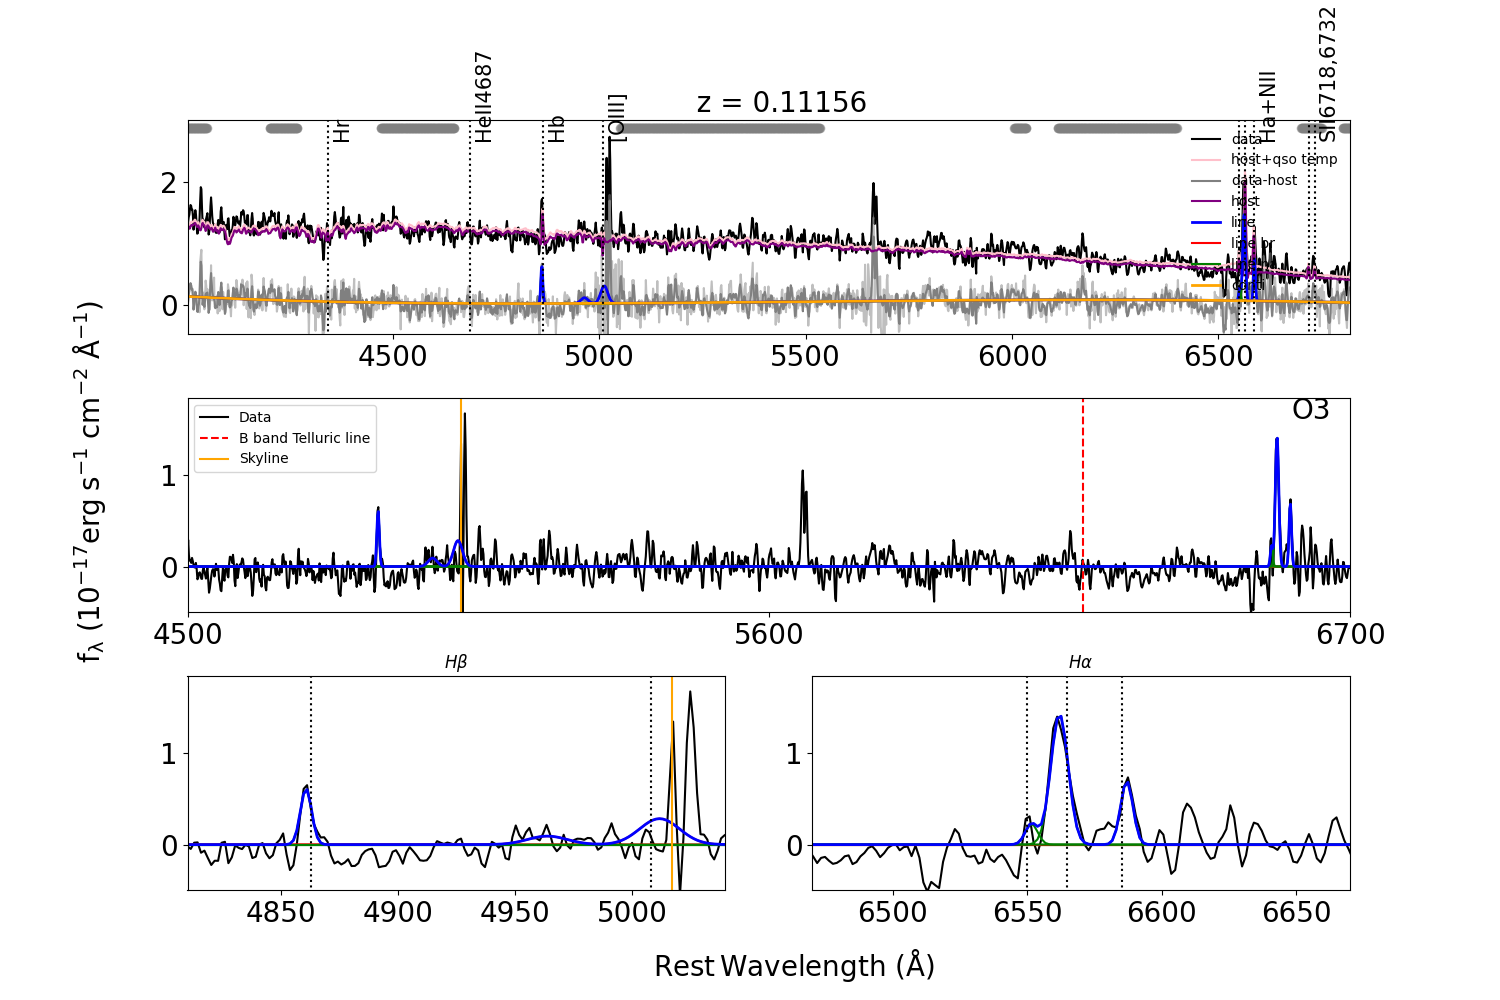 z = 0.11156
Hr
HeII4687
Hb
[OIII]
Ha+NII
SII6718,6732
data
host+qso temp
data-host
host
line
line br
2
0
4500 5000 5500 6000 6500
fλ (10−17erg s−1 cm−2 Å−1)
Data
B band Telluric line
Skyline
O3
1
0
4500 5600 6700
Hβ
Hα
1
0
4850 4900 4950 5000
1
0
6500 6550 6600 6650
Rest Wavelength (Å)